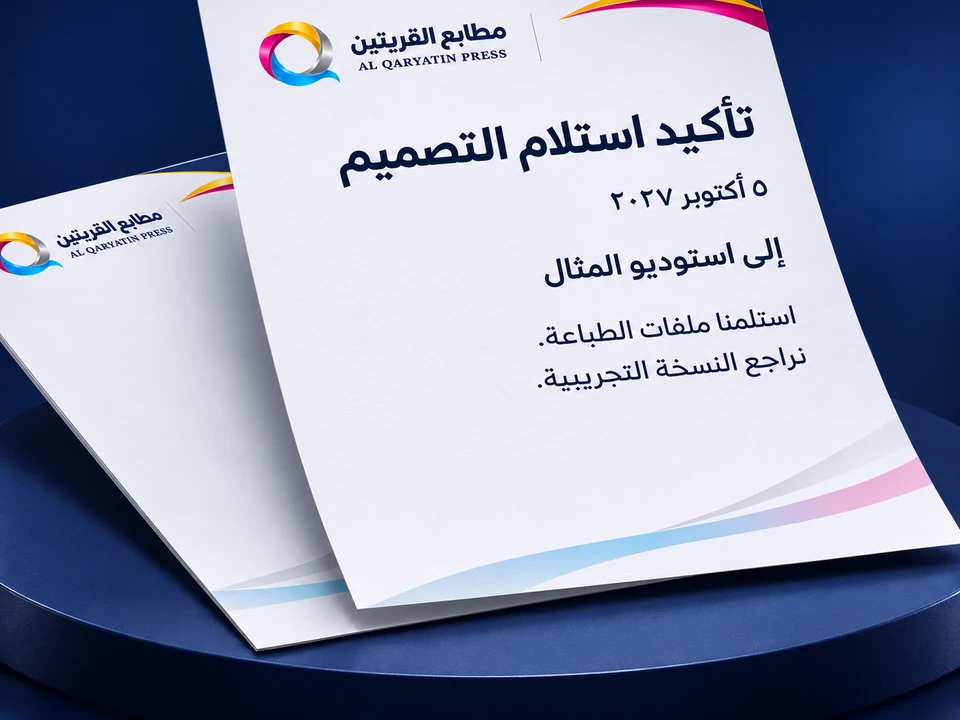 مطابع القريتين
AL QARYATIN PRESS
تأكيد استلام التصميم
٥ أكتوبر ٢٠٢٧
إلى استوديو المثال
استلمنا ملفات الطباعة.
نراجع النسخة التجريبية.
مطابع القريتين
AL QARYATIN PRESS